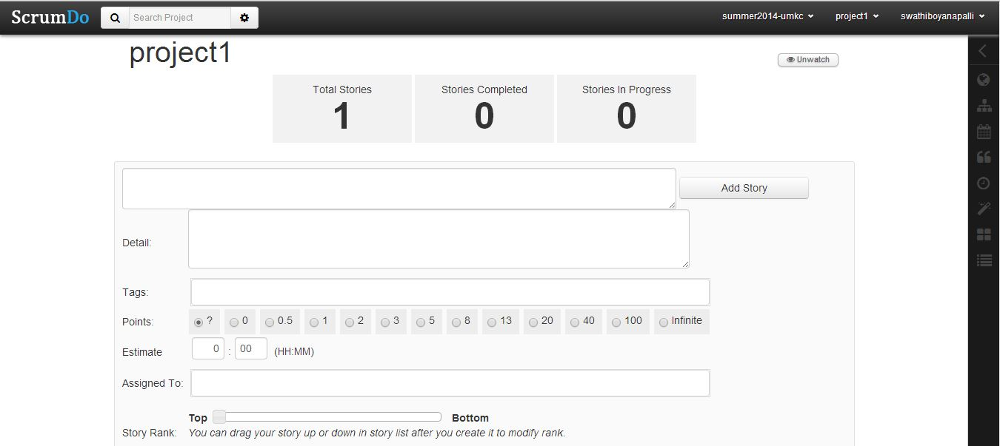 ScrumDo Search Project summer2014-umkc project1 swathiboyanapalli
project1
Unwatch
Total Stories Stories Completed Stories In Progress
1 0 0
Add Story
Detail:
Tags:
Points: ? 0 0.5 1 2 3 5 8 13 20 40 100 Infinite
Estimate 0 : 00 (HH:MM)
Assigned To:
Top Bottom
Story Rank: You can drag your story up or down in story list after you create it to modify rank.